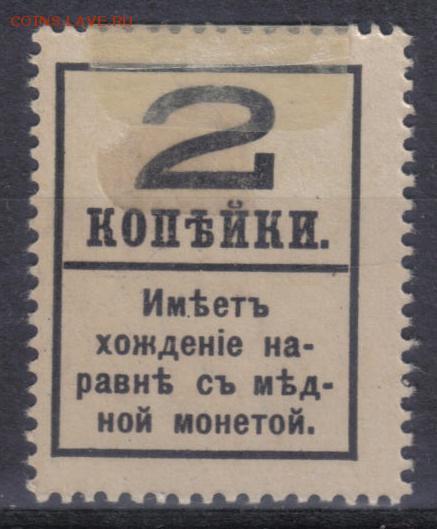 COINS.LAVE.RU
2
КОПѢЙКИ.
Имѣетъ
хожденіе на-
равнѣ съ мѣд-
ной монетой.